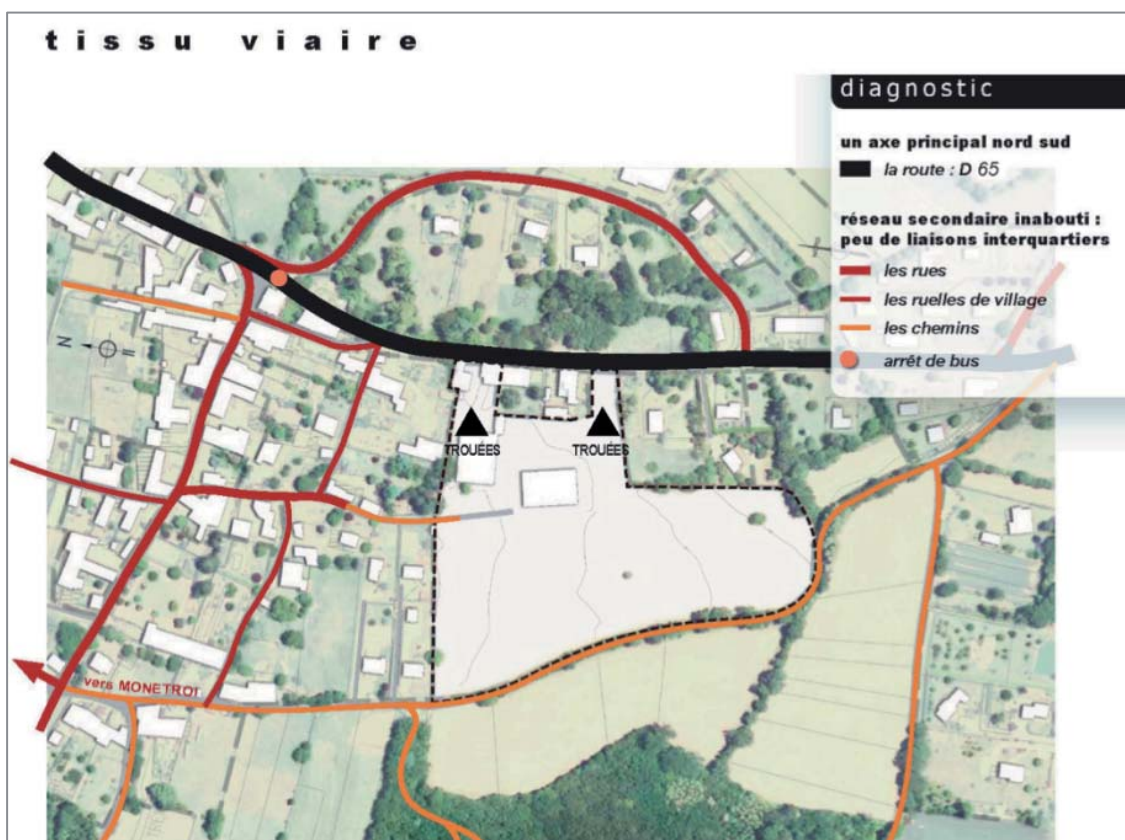 tissu viaire
diagnostic
un axe principal nord sud
la route : D 65
réseau secondaire inabouti :
peu de liaisons interquartiers
les rues
les ruelles de village
les chemins
arrêt de bus
N
TROUÉES
TROUÉES
vers MONETROI